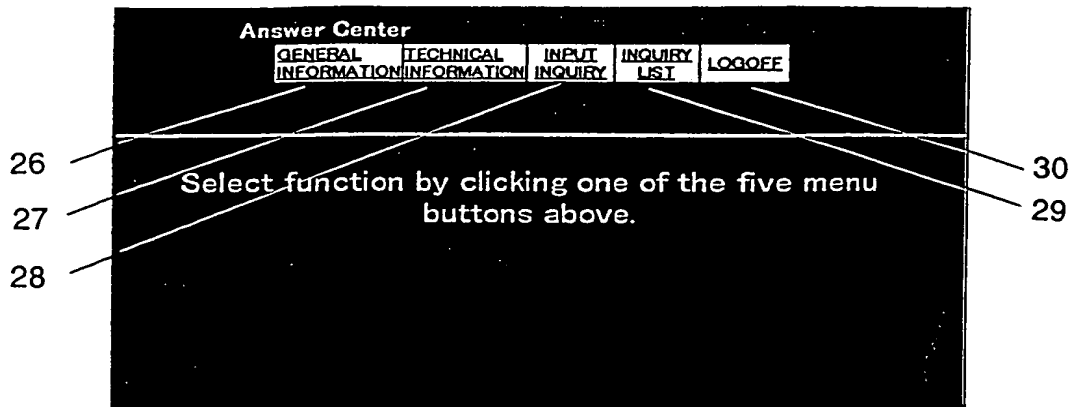 Answer Center
GENERAL INFORMATION
TECHNICAL INFORMATION
INPUT INQUIRY
INQUIRY LIST
LOGOFF
Select function by clicking one of the five menu
buttons above.
26
27
28
30
29